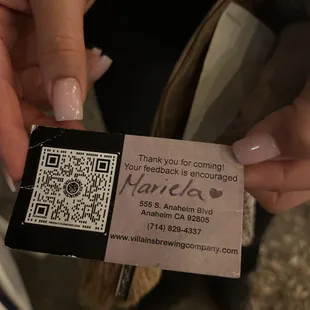 Thank you for coming!
Your feedback is encouraged
Mariela
555 S. Anaheim Blvd
Anaheim CA 92805
(714) 829-4337
www.villainsbrewingcompany.com